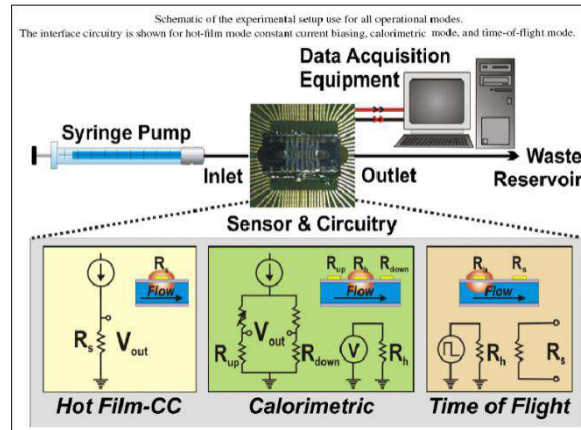 Schematic of the experimental setup use for all operational modes.
The interface circuitry is shown for hot-film mode constant current biasing, calorimetric mode, and time-of-flight mode.
Data Acquisition
Equipment
Syringe Pump
Inlet
Outlet
Waste
Reservoir
Sensor & Circuitry
Rs
Flow
Rs
Vout
Hot Film-CC
Rup
Rh
Rdown
Flow
Vout
Rup
Rdown
V
Rh
Calorimetric
Rh
Rs
Flow
Rh
Rs
Time of Flight